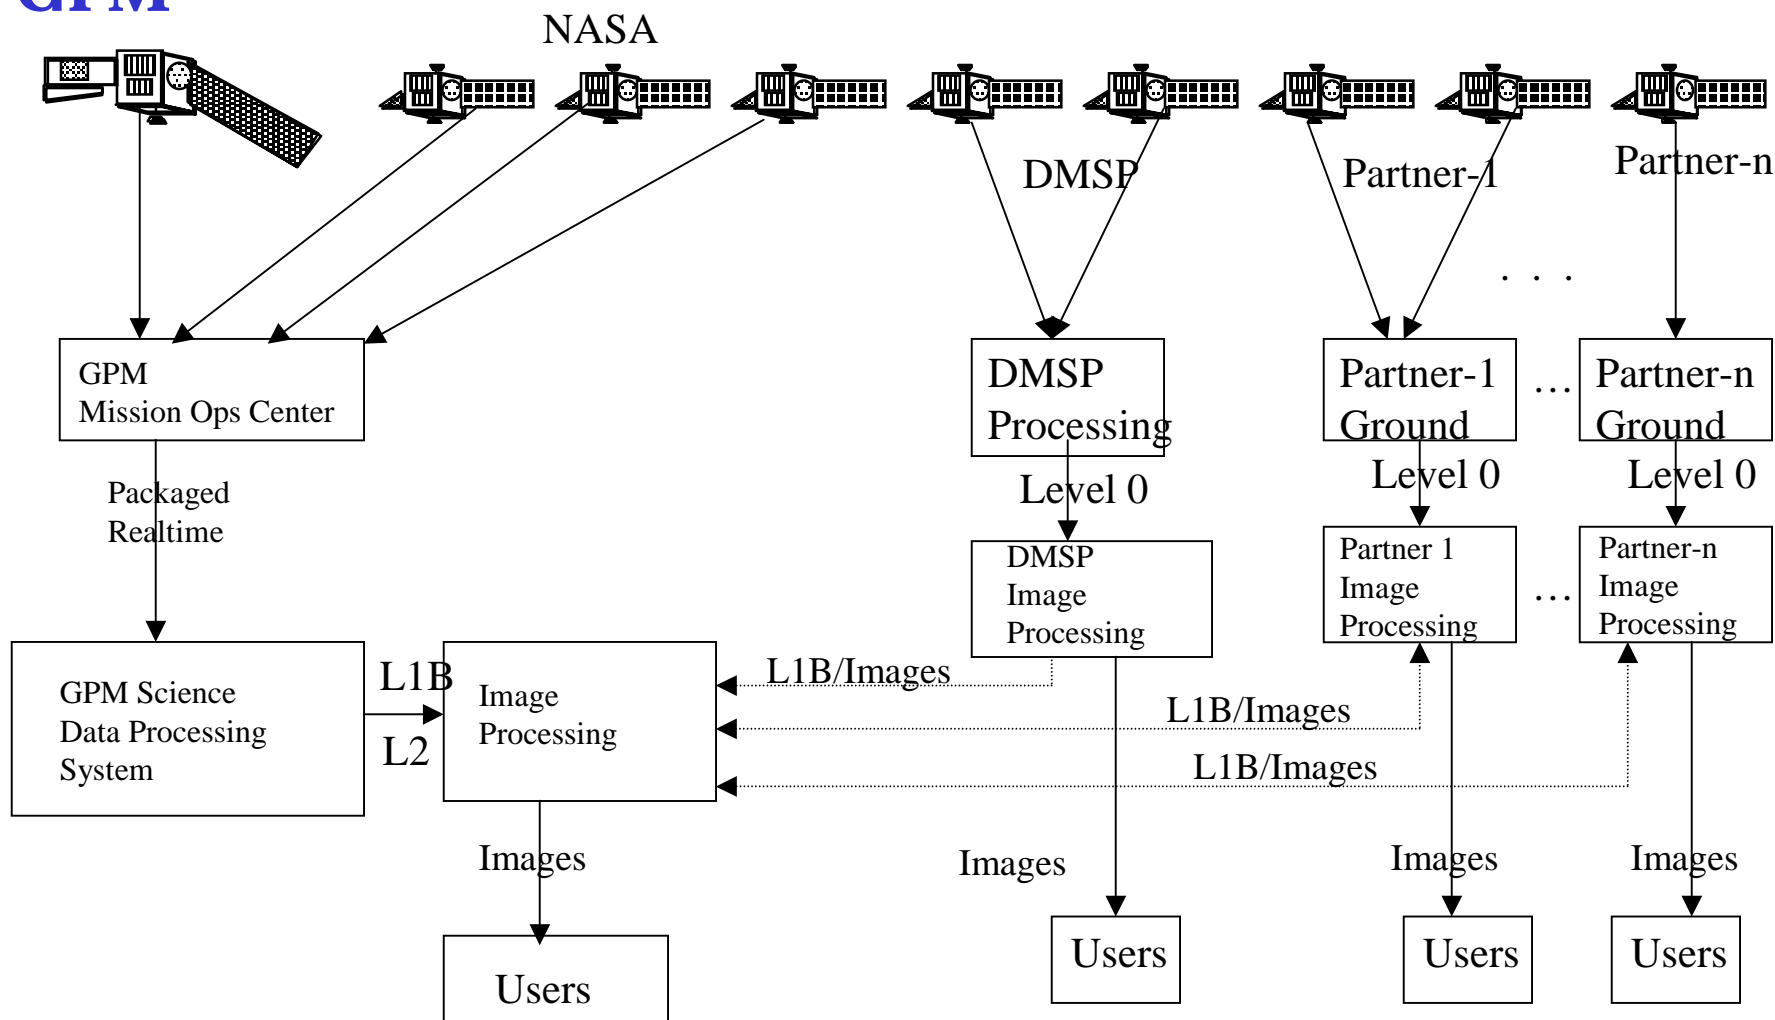 GPM
NASA
DMSP
Partner-1
Partner-n
. . .
GPM
Mission Ops Center
DMSP
Processing
Partner-1
Ground
...
Partner-n
Ground
Packaged
Realtime
Level 0
Level 0
Level 0
DMSP
Image
Processing
Partner 1
Image
Processing
...
Partner-n
Image
Processing
GPM Science
Data Processing
System
L1B
L2
Image
Processing
L1B/Images
L1B/Images
L1B/Images
Images
Images
Images
Images
Users
Users
Users
Users